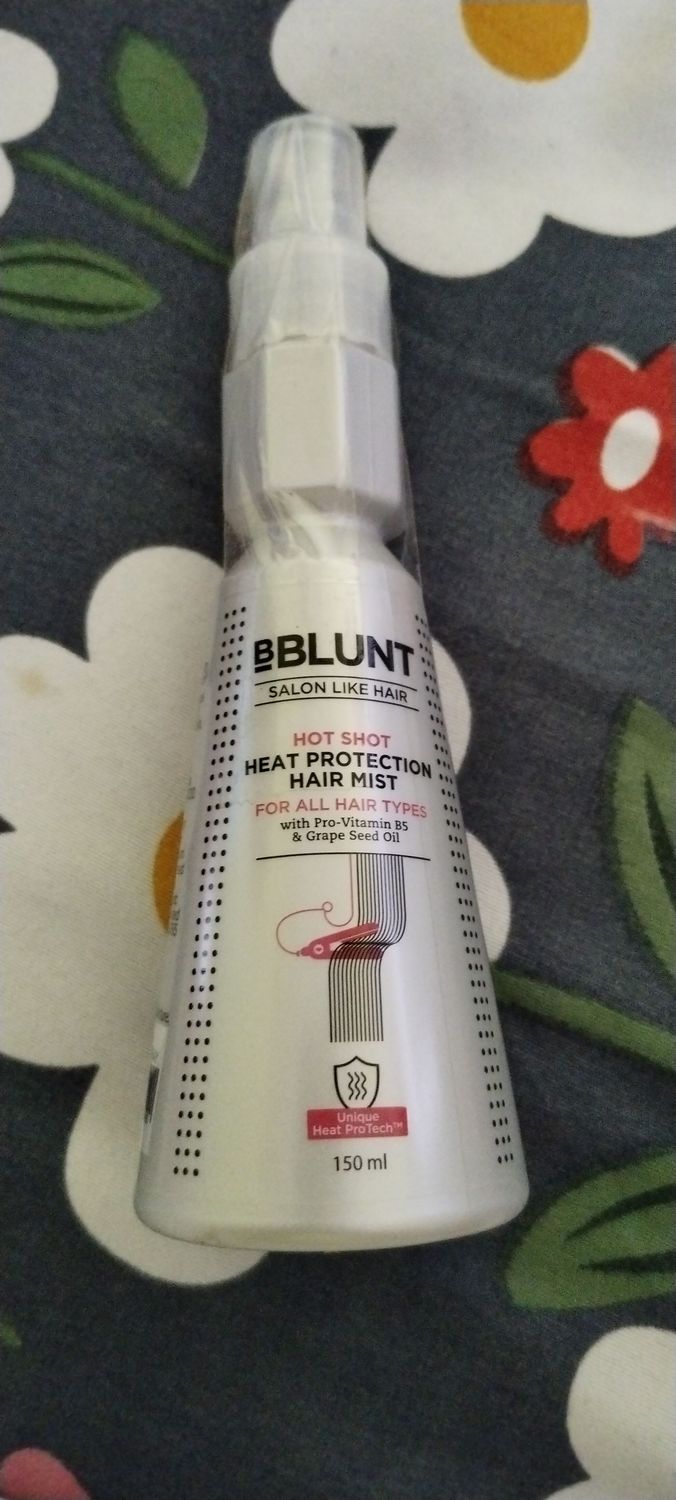 BBLUNT
SALON LIKE HAIR
HOT SHOT
HEAT PROTECTION
HAIR MIST
FOR ALL HAIR TYPES
with Pro-Vitamin B5
& Grape Seed Oil
Unique
Heat ProTech™
150 ml